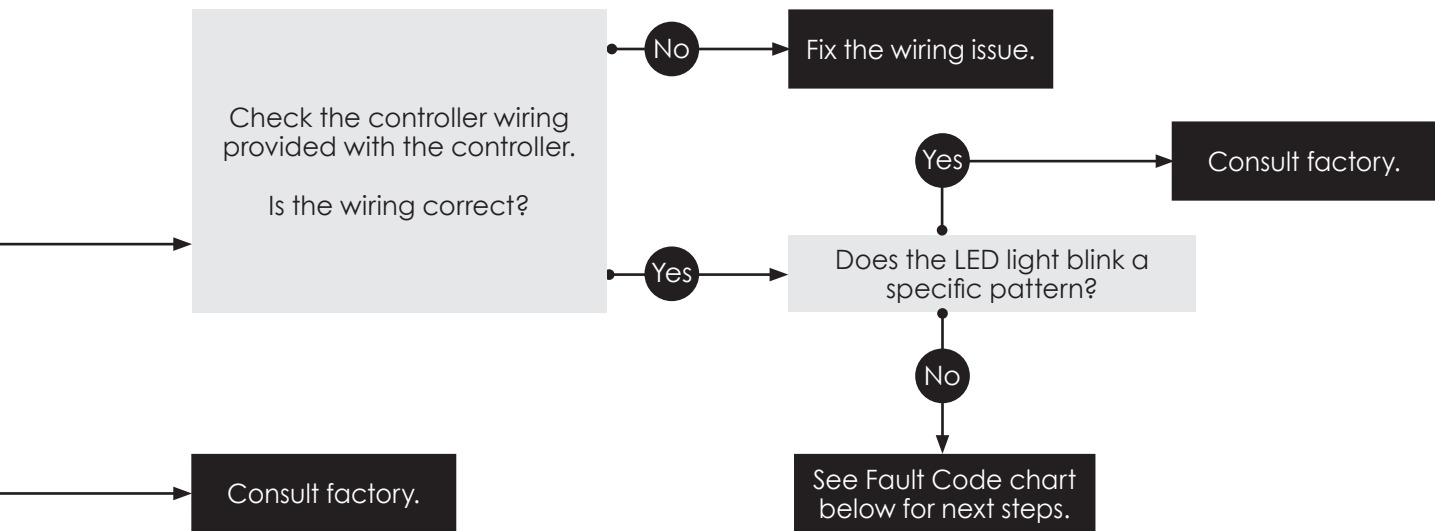 Check the controller wiring
provided with the controller.
Is the wiring correct?
No
Fix the wiring issue.
Yes
Does the LED light blink a
specific pattern?
Yes
Consult factory.
No
See Fault Code chart
below for next steps.
Consult factory.